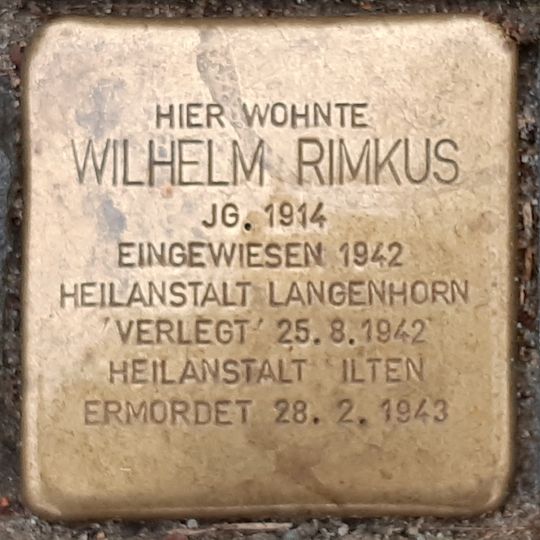 HIER WOHNTE
WILHELM RIMKUS
JG. 1914
EINGEWIESEN 1942
HEILANSTALT LANGENHORN
'VERLEGT' 25.8.1942
HEILANSTALT ILTEN
ERMORDET 28. 2. 1943